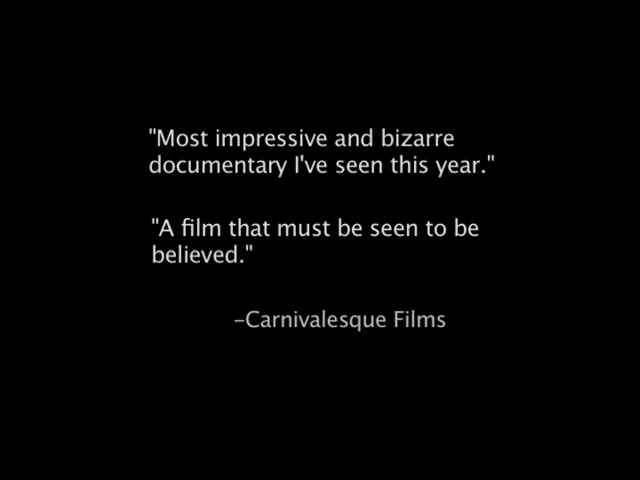 "Most impressive and bizarre
documentary I've seen this year."
"A film that must be seen to be
believed."
–Carnivalesque Films